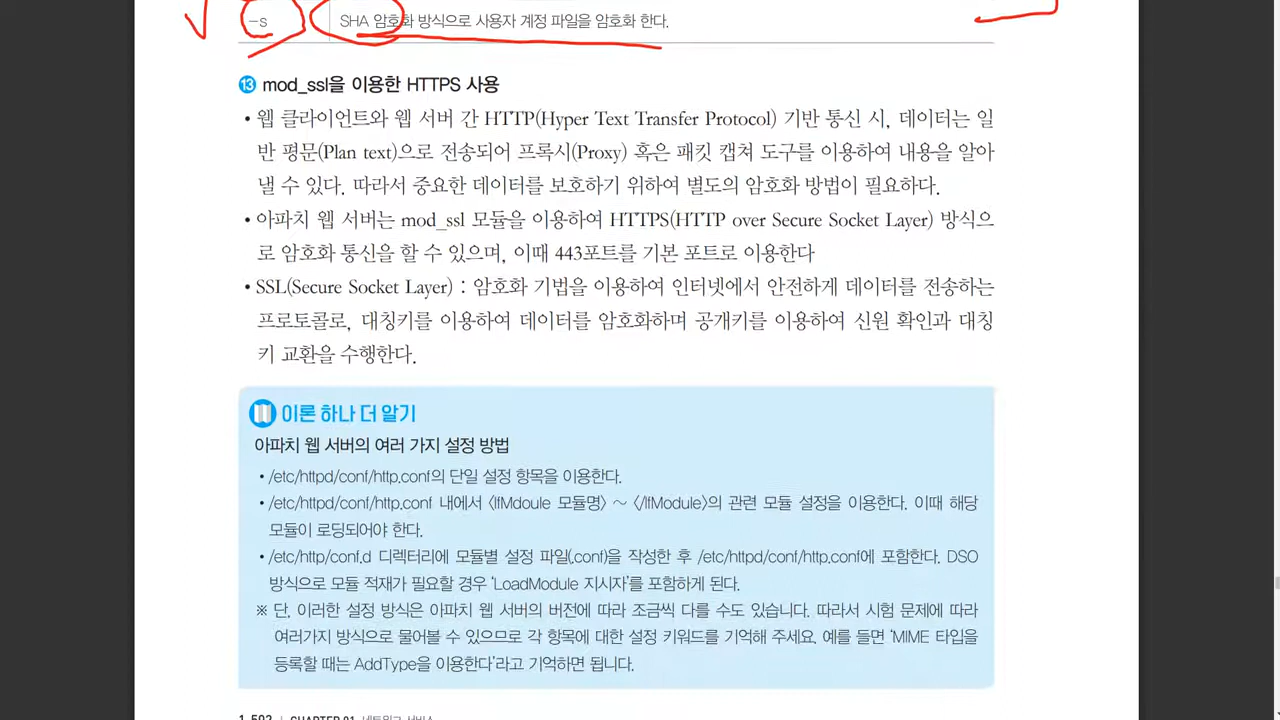 -s SHA 암호화 방식으로 사용자 계정 파일을 암호화 한다.
13 mod_ssl을 이용한 HTTPS 사용
• 웹 클라이언트와 웹 서버 간 HTTP(Hyper Text Transfer Protocol) 기반 통신 시, 데이터는 일
반 평문(Plan text)으로 전송되어 프록시(Proxy) 혹은 패킷 캡쳐 도구를 이용하여 내용을 알아
낼 수 있다. 따라서 중요한 데이터를 보호하기 위하여 별도의 암호화 방법이 필요하다.
• 아파치 웹 서버는 mod_ssl 모듈을 이용하여 HTTPS(HTTP over Secure Socket Layer) 방식으
로 암호화 통신을 할 수 있으며, 이때 443포트를 기본 포트로 이용한다
• SSL(Secure Socket Layer) : 암호화 기법을 이용하여 인터넷에서 안전하게 데이터를 전송하는
프로토콜로, 대칭키를 이용하여 데이터를 암호화하며 공개키를 이용하여 신원 확인과 대칭
키 교환을 수행한다.
이론 하나 더 알기
아파치 웹 서버의 여러 가지 설정 방법
• /etc/httpd/conf/http.conf의 단일 설정 항목을 이용한다.
• /etc/httpd/conf/http.conf 내에서 〈IfMdoule 모듈명〉 ~ 〈/IfModule〉의 관련 모듈 설정을 이용한다. 이때 해당
모듈이 로딩되어야 한다.
• /etc/http/conf.d 디렉터리에 모듈별 설정 파일(.conf)을 작성한 후 /etc/httpd/conf/http.conf에 포함한다. DSO
방식으로 모듈 적재가 필요할 경우 'LoadModule 지시자'를 포함하게 된다.
※ 단, 이러한 설정 방식은 아파치 웹 서버의 버전에 따라 조금씩 다를 수도 있습니다. 따라서 시험 문제에 따라
여러가지 방식으로 물어볼 수 있으므로 각 항목에 대한 설정 키워드를 기억해 주세요. 예를 들면 'MIME 타입을
등록할 때는 AddType을 이용한다'라고 기억하면 됩니다.
1-592 | CHAPTER 01 네트워크 서비스